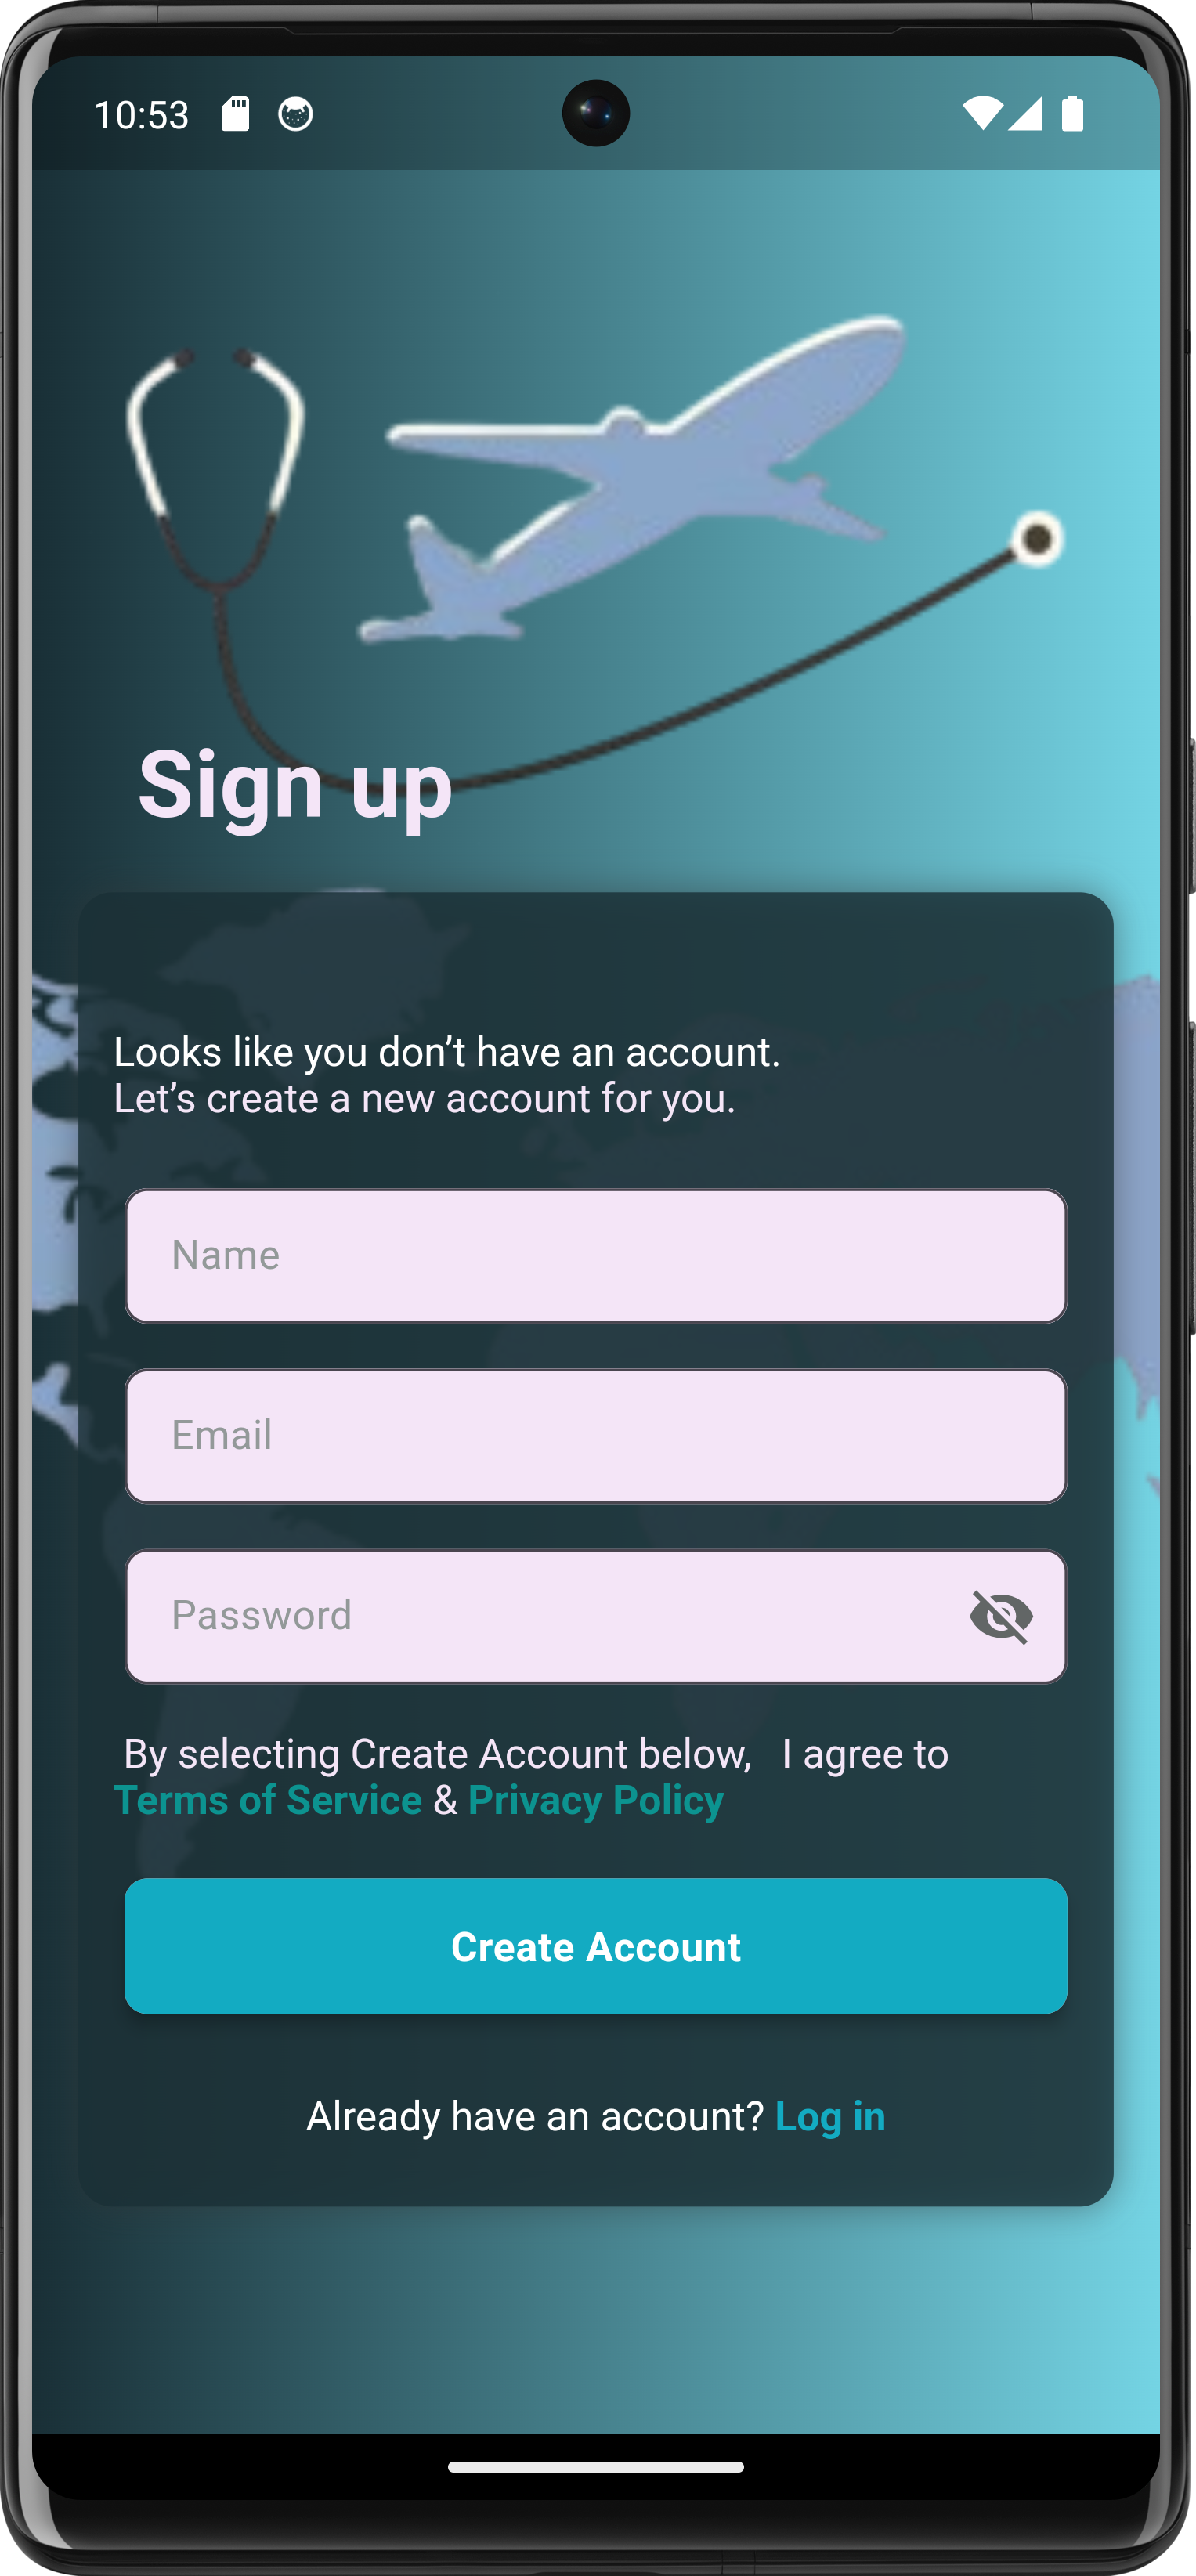 10:53
Sign up
Looks like you don’t have an account.
Let’s create a new account for you.
Name
Email
Password
By selecting Create Account below,   I agree to
Terms of Service & Privacy Policy
Create Account
Already have an account? Log in